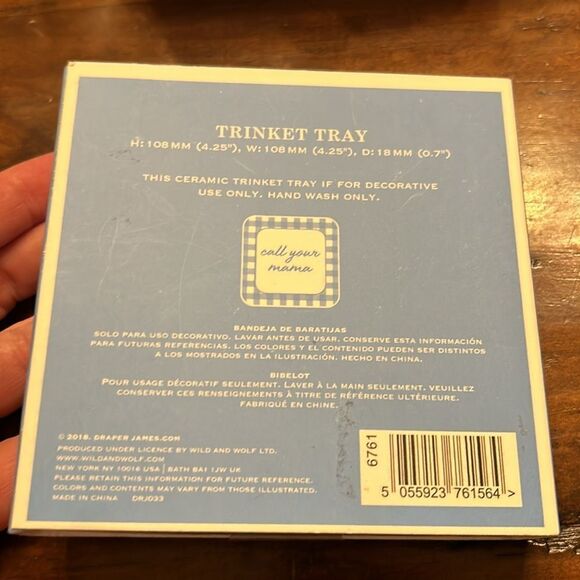 TRINKET TRAY
H: 108 MM (4.25"), W: 108 MM (4.25"), D: 18 MM (0.7")
THIS CERAMIC TRINKET TRAY IF FOR DECORATIVE
USE ONLY. HAND WASH ONLY.
call your
mama
BANDEJA DE BARATIJAS
SOLO PARA USO DECORATIVO. LAVAR ANTES DE USAR. CONSERVE ESTA INFORMACIÓN
PARA FUTURAS REFERENCIAS. LOS COLORES Y EL CONTENIDO PUEDEN SER DISTINTOS
A LOS MOSTRADOS EN LA ILUSTRACIÓN. HECHO EN CHINA.
BIBELOT
POUR USAGE DÉCORATIF SEULEMENT. LAVER À LA MAIN SEULEMENT. VEUILLEZ
CONSERVER CES RENSEIGNEMENTS À TITRE DE RÉFÉRENCE ULTÉRIEURE.
FABRIQUÉ EN CHINE.
© 2018. DRAPER JAMES.COM
PRODUCED UNDER LICENCE BY WILD AND WOLF LTD.
WWW.WILDANDWOLF.COM
NEW YORK NY 10016 USA | BATH BA1 1JW UK
PLEASE RETAIN THIS INFORMATION FOR FUTURE REFERENCE.
COLORS AND CONTENTS MAY VARY FROM THOSE ILLUSTRATED.
MADE IN CHINA DRJ033
6761
5 055923 761564 >